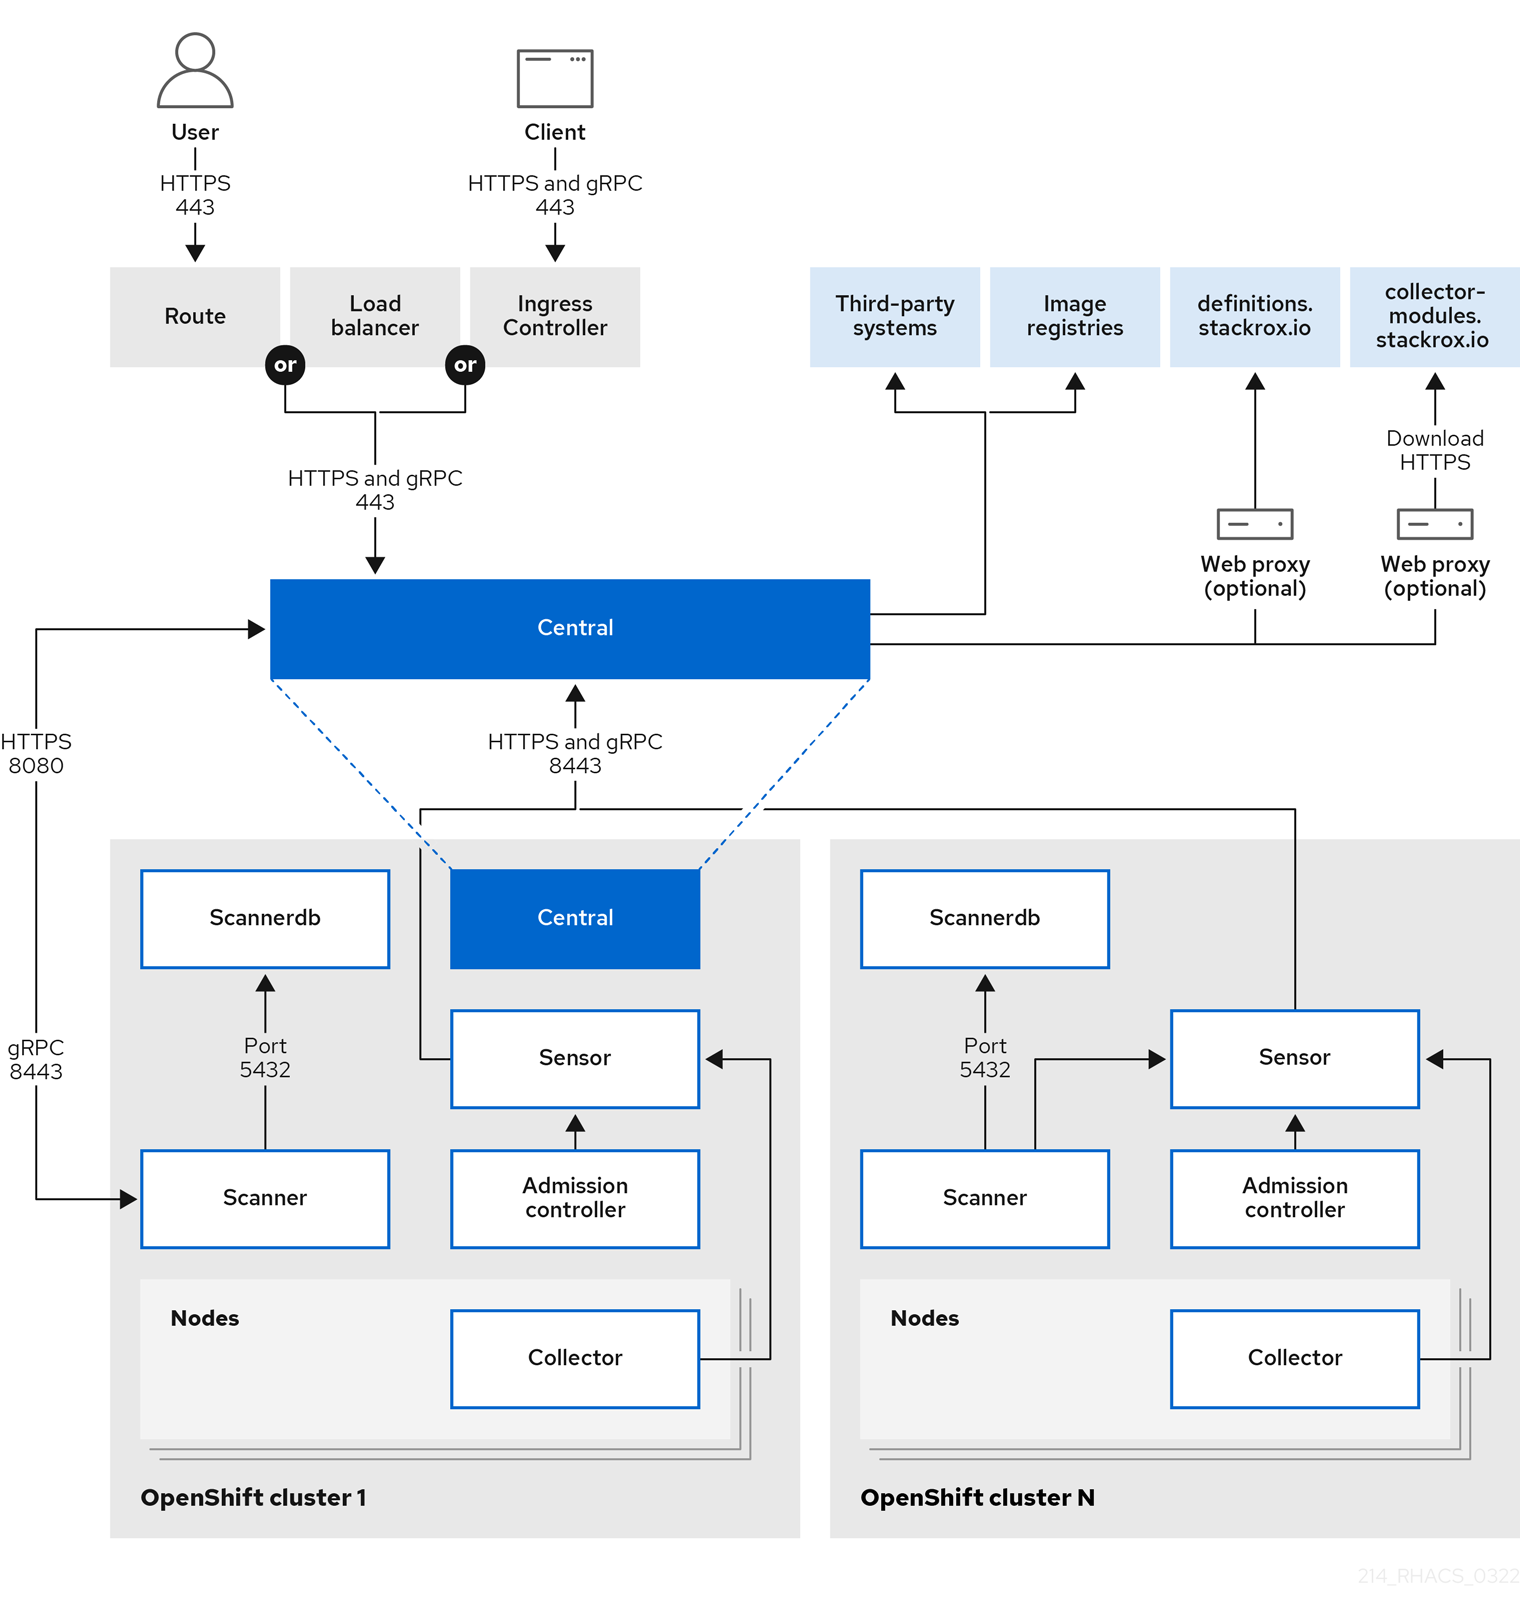 User
Client
HTTPS
443
HTTPS and gRPC
443
Route
Load
balancer
Ingress
Controller
or
or
Third-party
systems
Image
registries
definitions.
stackrox.io
collector-
modules.
stackrox.io
HTTPS and gRPC
443
Download
HTTPS
Web proxy
(optional)
Web proxy
(optional)
Central
HTTPS
8080
HTTPS and gRPC
8443
gRPC
8443
Scannerdb
Central
Port
5432
Sensor
Scanner
Admission
controller
Nodes
Collector
OpenShift cluster 1
Scannerdb
Port
5432
Sensor
Scanner
Admission
controller
Nodes
Collector
OpenShift cluster N
214_RHACS_0322